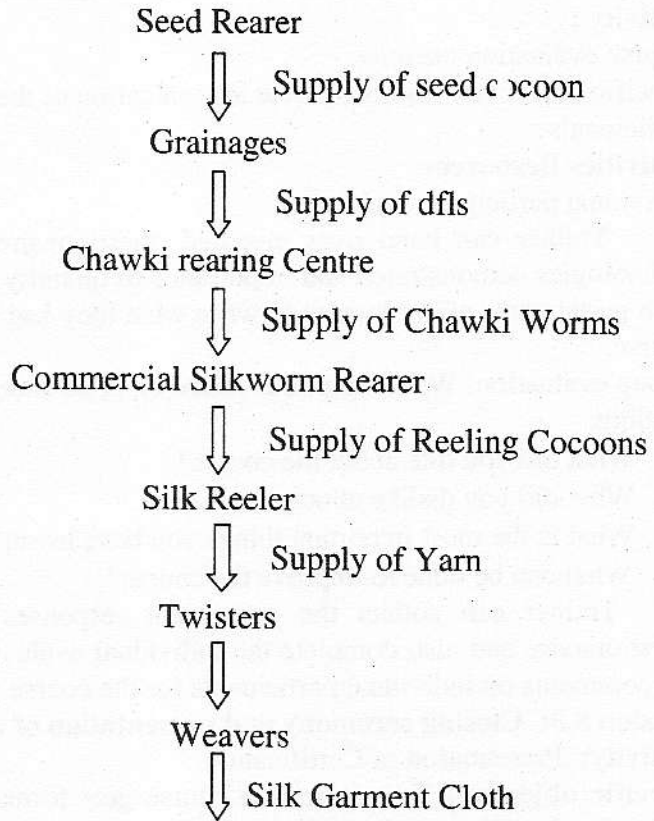 Seed Rearer
Supply of seed cocoon
Grainages
Supply of dfls
Chawki rearing Centre
Supply of Chawki Worms
Commercial Silkworm Rearer
Supply of Reeling Cocoons
Silk Reeler
Supply of Yarn
Twisters
Weavers
Silk Garment Cloth